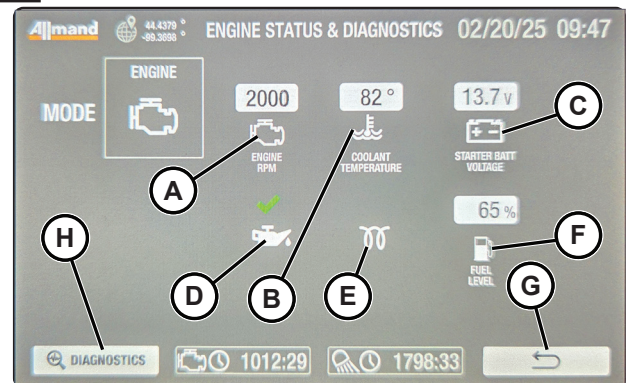 Allmand 44.4379 ° -99.3698 ° ENGINE STATUS & DIAGNOSTICS 02/20/25 09:47
MODE
ENGINE
2000
ENGINE
RPM
82 °
COOLANT
TEMPERATURE
13.7 V
STARTER BATT
VOLTAGE
65 %
FUEL
LEVEL
A
B
C
D
E
F
G
H
DIAGNOSTICS 1012:29 1798:33